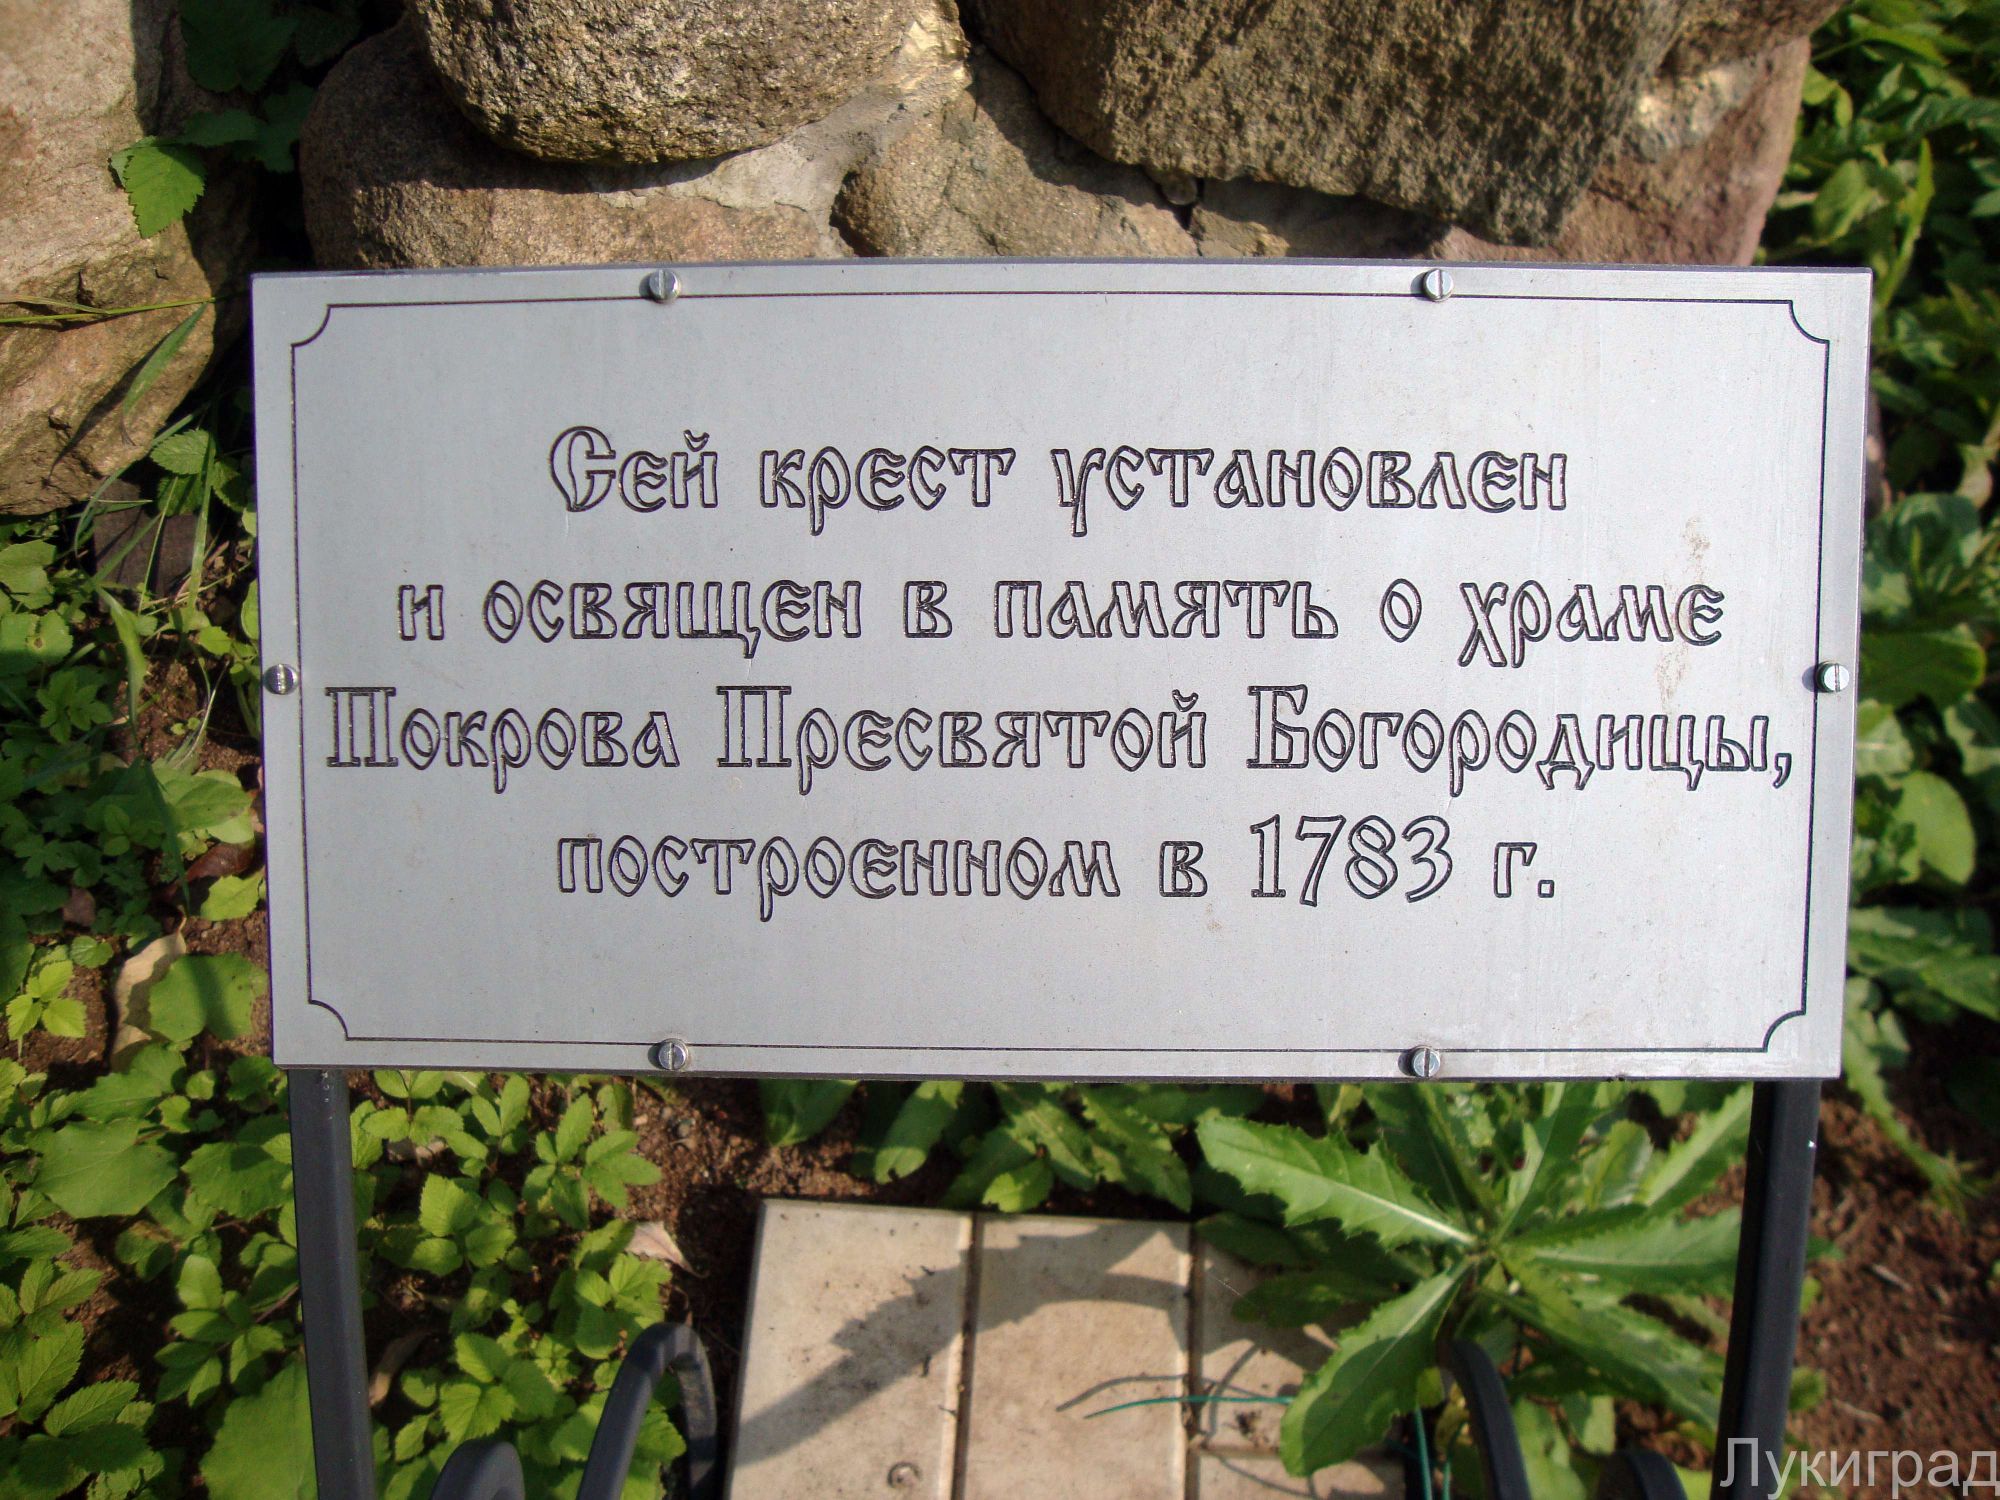 Сей крест установлен
и освящен в память о храме
Покрова Пресвятой Богородицы,
построенном в 1783 г.
Лукиград